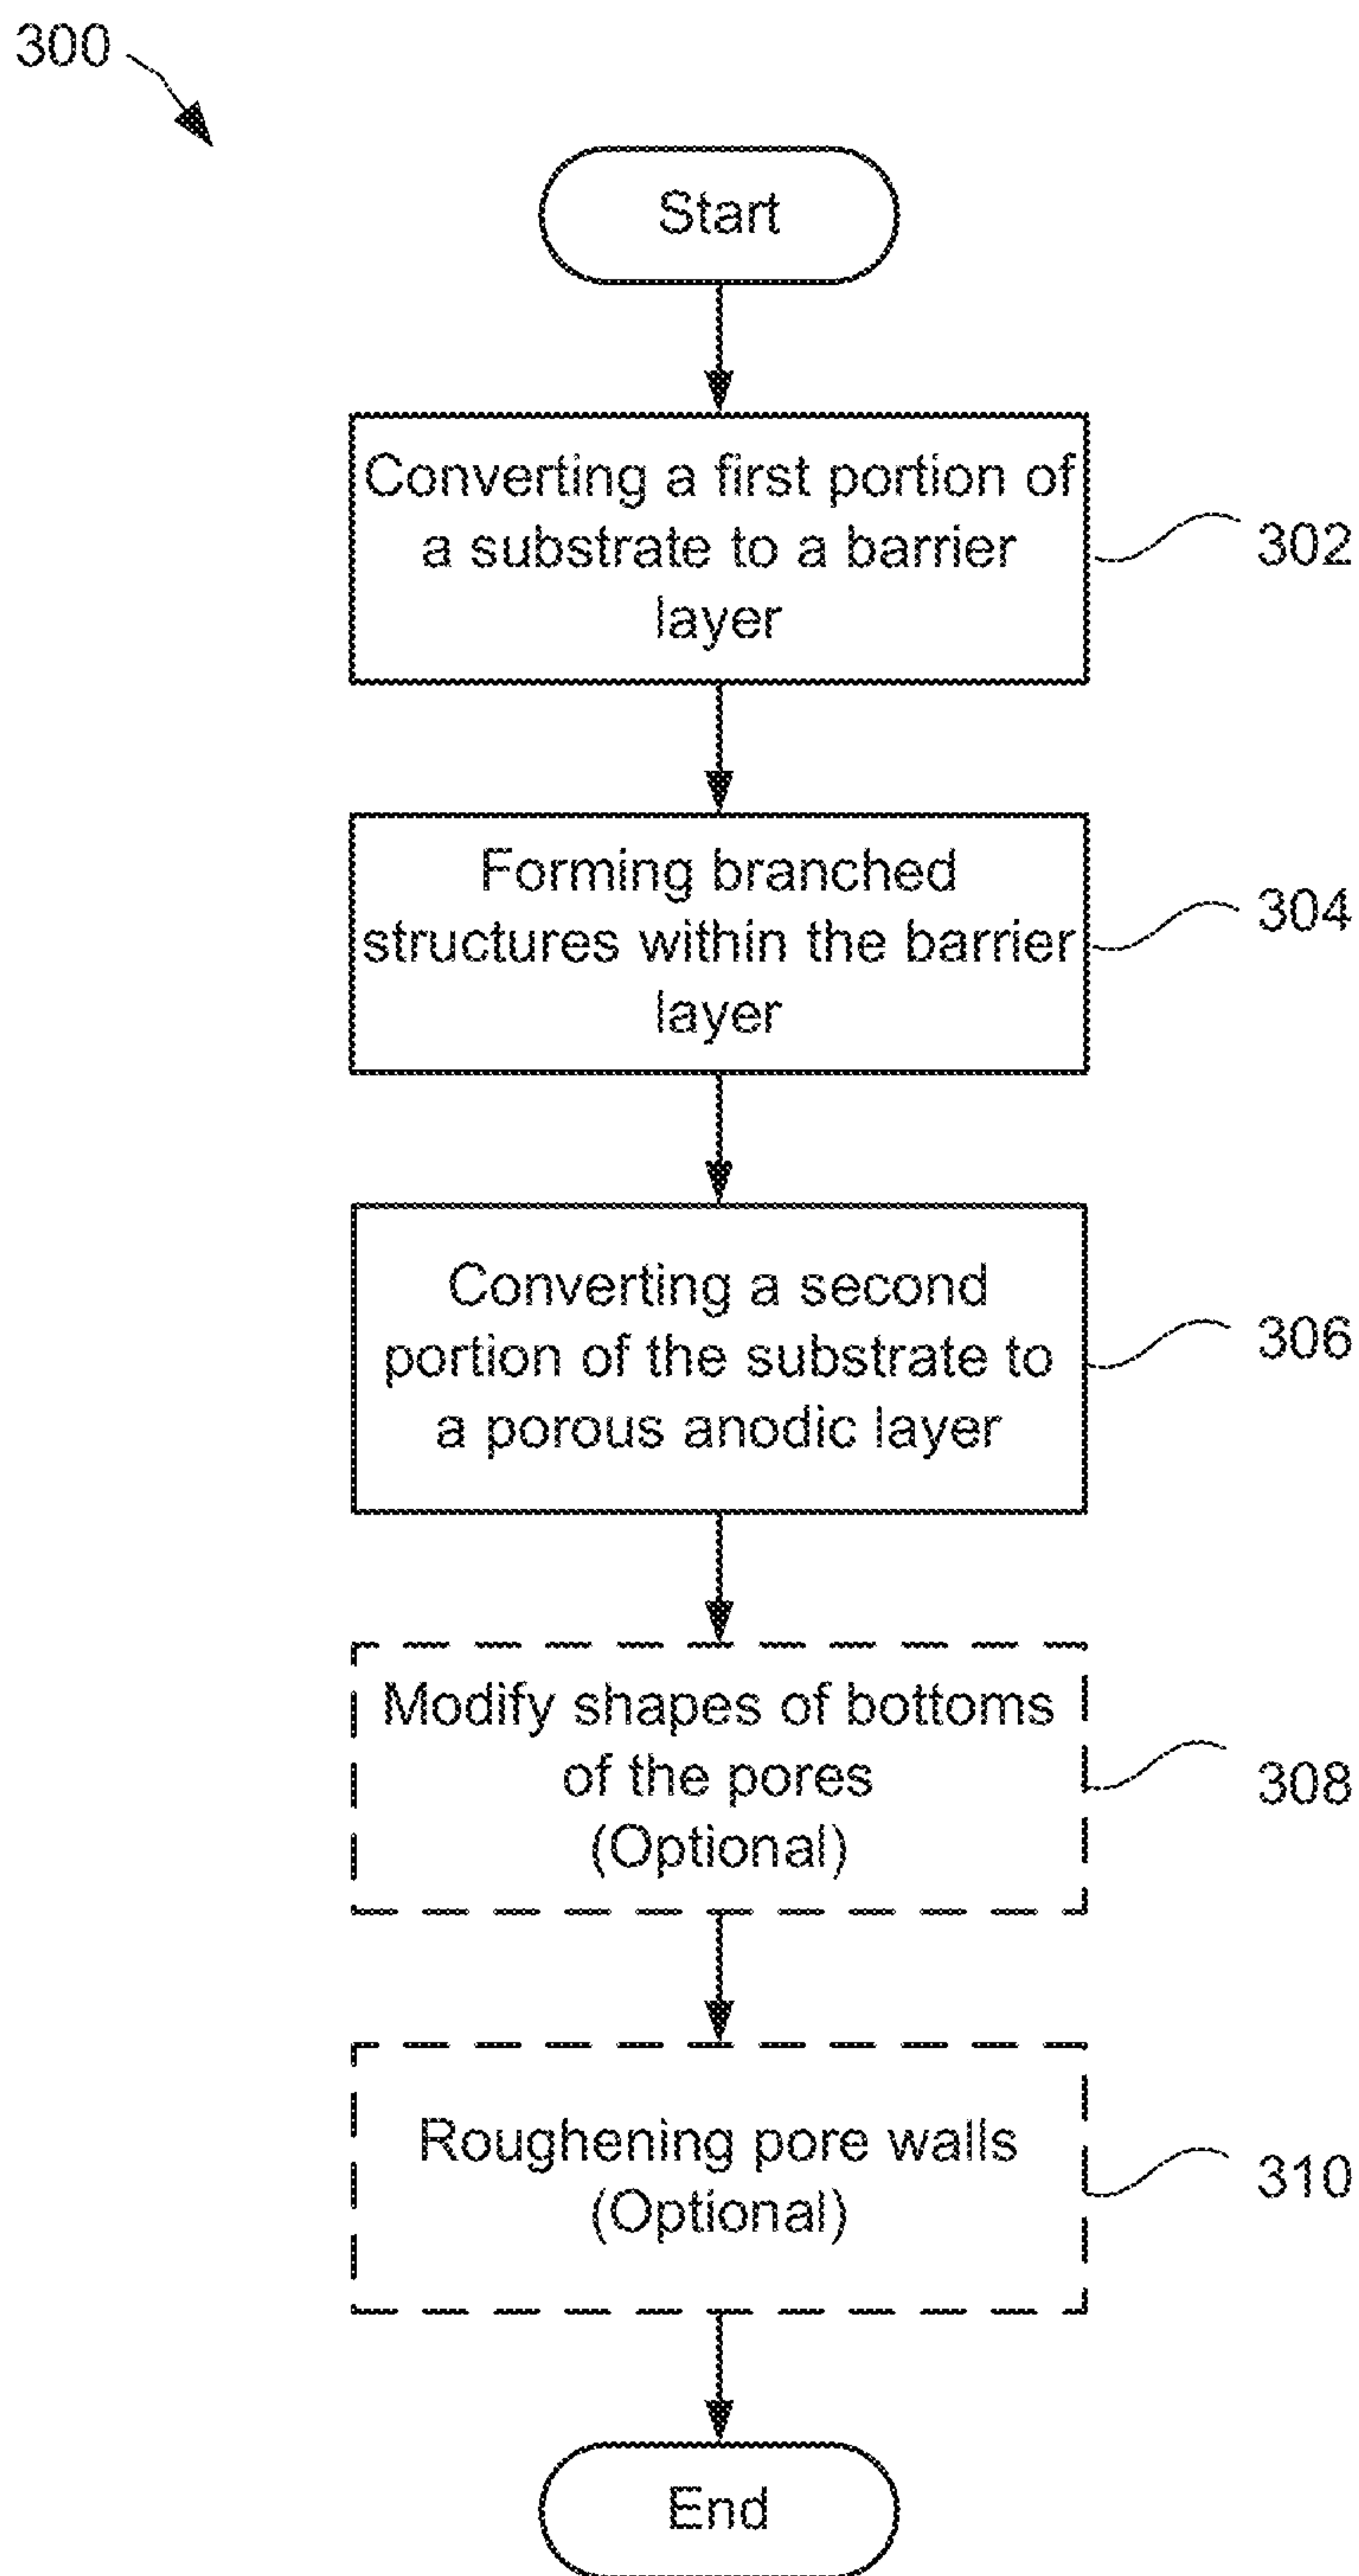 300
Start
Converting a first portion of
a substrate to a barrier
layer
302
Forming branched
structures within the barrier
layer
304
Converting a second
portion of the substrate to
a porous anodic layer
306
Modify shapes of bottoms
of the pores
(Optional)
308
Roughening pore walls
(Optional)
310
End